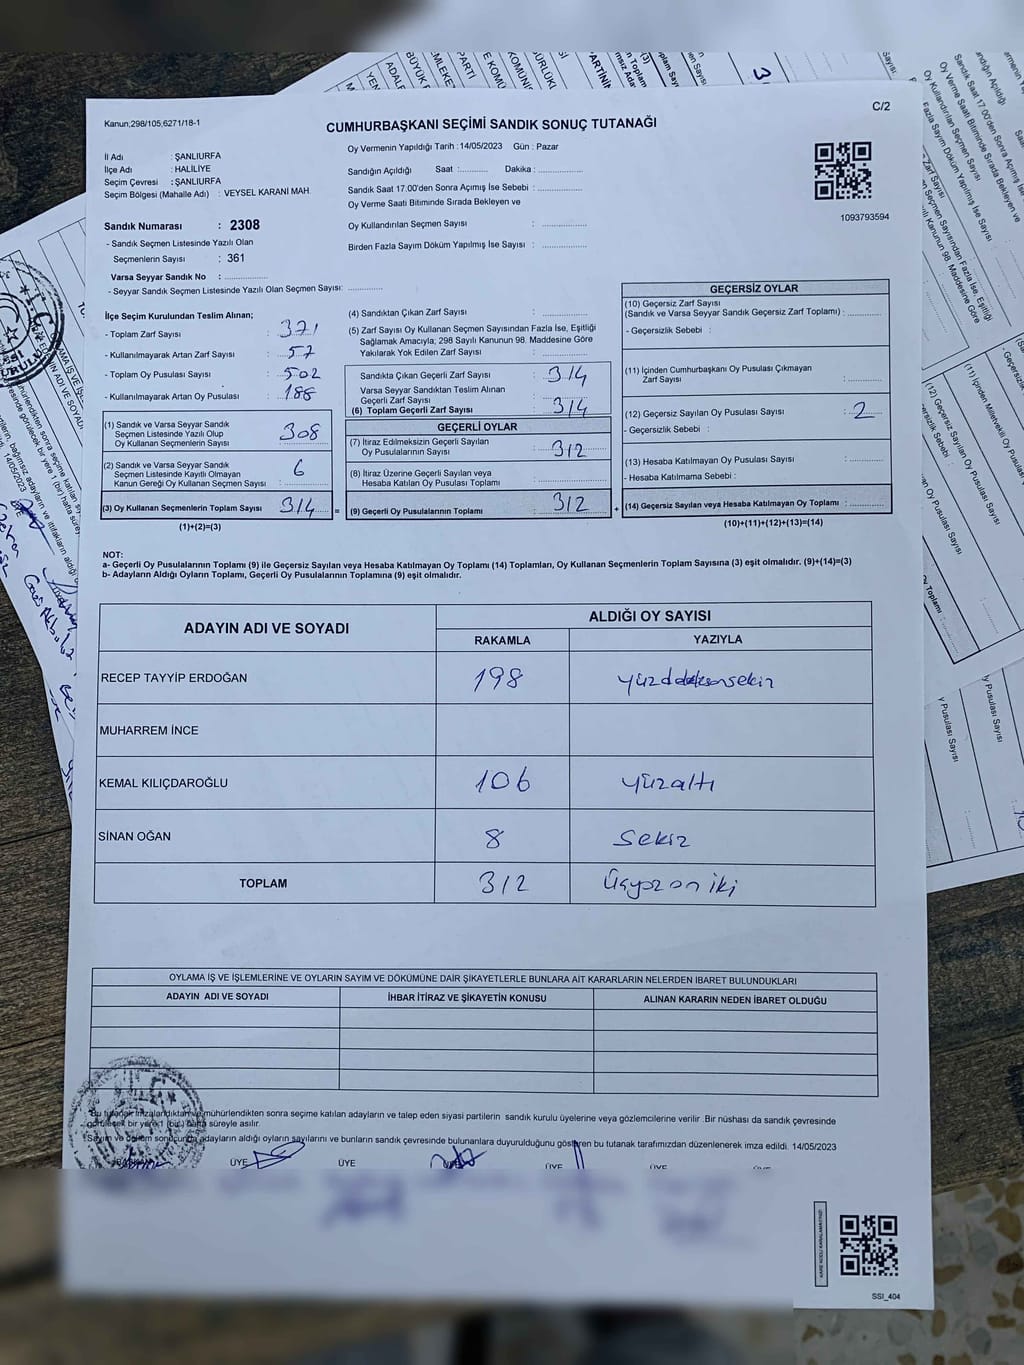 C/2
Kanun;298/105,6271/18-1
CUMHURBAŞKANI SEÇİMİ SANDIK SONUÇ TUTANAĞI
İl Adı : ŞANLIURFA
İlçe Adı : HALİLİYE
Seçim Çevresi : ŞANLIURFA
Seçim Bölgesi (Mahalle Adı) : VEYSEL KARANİ MAH.
Sandık Numarası : 2308
- Sandık Seçmen Listesinde Yazılı Olan
Seçmenlerin Sayısı : 361
Varsa Seyyar Sandık No :
- Seyyar Sandık Seçmen Listesinde Yazılı Olan Seçmen Sayısı:
Oy Vermenin Yapıldığı Tarih :14/05/2023 Gün : Pazar
Sandığın Açıldığı Saat : Dakika :
Sandık Saat 17.00'den Sonra Açımış İse Sebebi :
Oy Verme Saati Bitiminde Sırada Bekleyen ve
Oy Kullandırılan Seçmen Sayısı :
Birden Fazla Sayım Döküm Yapılmış İse Sayısı :
1093793594
İlçe Seçim Kurulundan Teslim Alınan;
- Toplam Zarf Sayısı : 371
- Kullanılmayarak Artan Zarf Sayısı : 57
- Toplam Oy Pusulası Sayısı : 502
- Kullanılmayarak Artan Oy Pusulası : 188
(1) Sandık ve Varsa Seyyar Sandık
Seçmen Listesinde Yazılı Olup
Oy Kullanan Seçmenlerin Sayısı : 308
(2) Sandık ve Varsa Seyyar Sandık
Seçmen Listesinde Kayıtlı Olmayan
Kanun Gereği Oy Kullanan Seçmen Sayısı : 6
(3) Oy Kullanan Seçmenlerin Toplam Sayısı : 314
(1)+(2)=(3)
(4) Sandıktan Çıkan Zarf Sayısı :
(5) Zarf Sayısı Oy Kullanan Seçmen Sayısından Fazla İse, Eşitliği
Sağlamak Amacıyla; 298 Sayılı Kanunun 98. Maddesine Göre
Yakılarak Yok Edilen Zarf Sayısı :
Sandıkta Çıkan Geçerli Zarf Sayısı : 314
Varsa Seyyar Sandıktan Teslim Alınan
Geçerli Zarf Sayısı :
(6) Toplam Geçerli Zarf Sayısı : 314
GEÇERLİ OYLAR
(7) İtiraz Edilmeksizin Geçerli Sayılan
Oy Pusulalarının Sayısı : 312
(8) İtiraz Üzerine Geçerli Sayılan veya
Hesaba Katılan Oy Pusulası Toplamı :
= (9) Geçerli Oy Pusulalarının Toplamı : 312
GEÇERSİZ OYLAR
(10) Geçersiz Zarf Sayısı
(Sandık ve Varsa Seyyar Sandık Geçersiz Zarf Toplamı) :
- Geçersizlik Sebebi :
(11) İçinden Cumhurbaşkanı Oy Pusulası Çıkmayan
Zarf Sayısı :
(12) Geçersiz Sayılan Oy Pusulası Sayısı : 2
- Geçersizlik Sebebi :
(13) Hesaba Katılmayan Oy Pusulası Sayısı :
- Hesaba Katılmama Sebebi :
+ (14) Geçersiz Sayılan veya Hesaba Katılmayan Oy Toplamı :
(10)+(11)+(12)+(13)=(14)
NOT:
a- Geçerli Oy Pusulalarının Toplamı (9) ile Geçersiz Sayılan veya Hesaba Katılmayan Oy Pusulası Toplamı (14) Toplamları, Oy Kullanan Seçmenlerin Toplam Sayısına (3) eşit olmalıdır. (9)+(14)=(3)
b- Adayların Aldığı Oyların Toplamı, Geçerli Oy Pusulalarının Toplamına (9) eşit olmalıdır.
ADAYIN ADI VE SOYADI
ALDIĞI OY SAYISI
RAKAMLA YAZIYLA
RECEP TAYYİP ERDOĞAN 198
MUHARREM İNCE
KEMAL KILIÇDAROĞLU 106 yüzaltı
SİNAN OĞAN 8 Sekiz
TOPLAM 312 Üçyüz on iki
OYLAMA İŞ VE İŞLEMLERİNE VE OYLARIN SAYIM VE DÖKÜMÜNE DAİR ŞİKAYETLERLE BUNLARA AİT KARARLARIN NELERDEN İBARET BULUNDUKLARI
ADAYIN ADI VE SOYADI İHBAR İTİRAZ VE ŞİKAYETİN KONUSU ALINAN KARARIN NEDEN İBARET OLDUĞU
Bu tutanak imzalandıktan ve mühürlendikten sonra seçime katılan adayların ve talep eden siyasi partilerin sandık kurulu üyelerine veya gözlemcilerine verilir .Bir nüshası da sandık çevresinde
görülecek bir yere 1 (bir) hafta süreyle asılır.
Sayım ve döküm sonucunda adayların aldığı oyların sayılarını ve bunların sandık çevresinde bulunanlara duyurulduğunu gösteren bu tutanak tarafımızdan düzenlenerek imza edildi. 14/05/2023
BAŞKAN ÜYE ÜYE ÜYE ÜYE ÜYE ÜYE
SSI_404